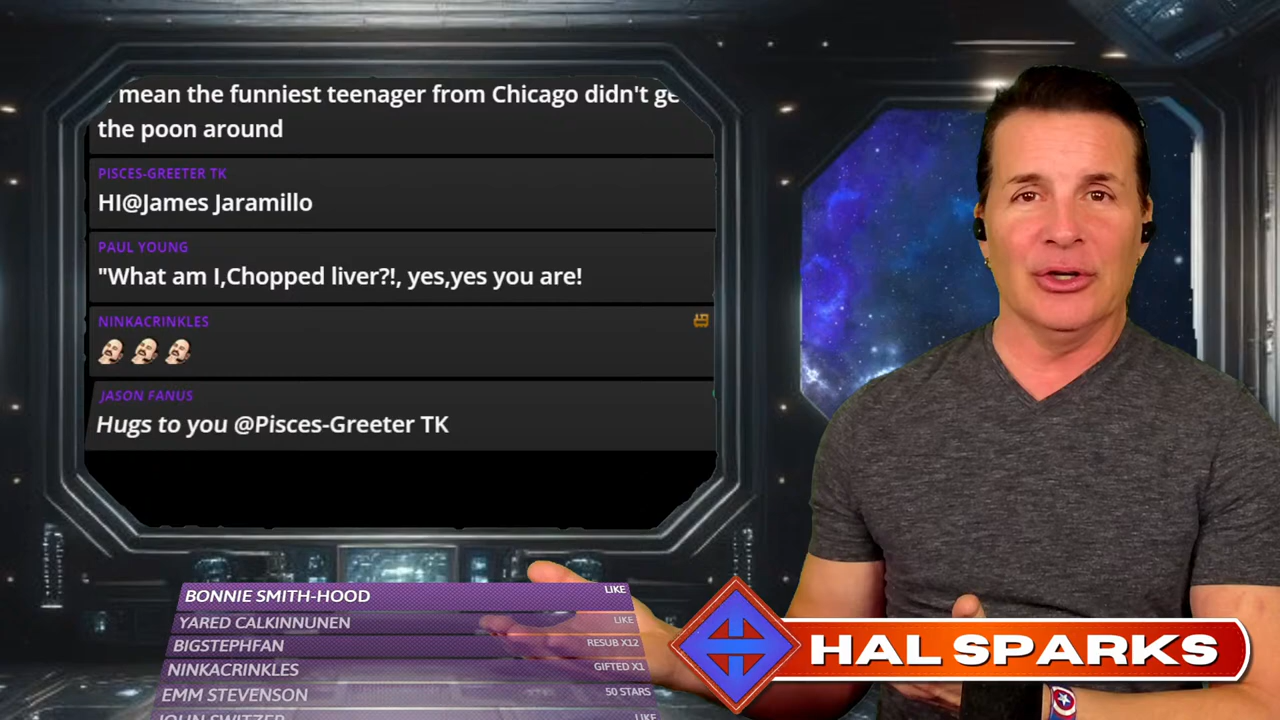 mean the funniest teenager from Chicago didn't ge
the poon around
PISCES-GREETER TK
HI@James Jaramillo
PAUL YOUNG
"What am I,Chopped liver?!, yes,yes you are!
NINKACRINKLES
JASON FANUS
Hugs to you @Pisces-Greeter TK
BONNIE SMITH-HOOD LIKE
YARED CALKINNUNEN LIKE
BIGSTEPHFAN RESUB X12
NINKACRINKLES GIFTED X1
EMM STEVENSON 50 STARS
JOHN SWITZER LIKE
HAL SPARKS